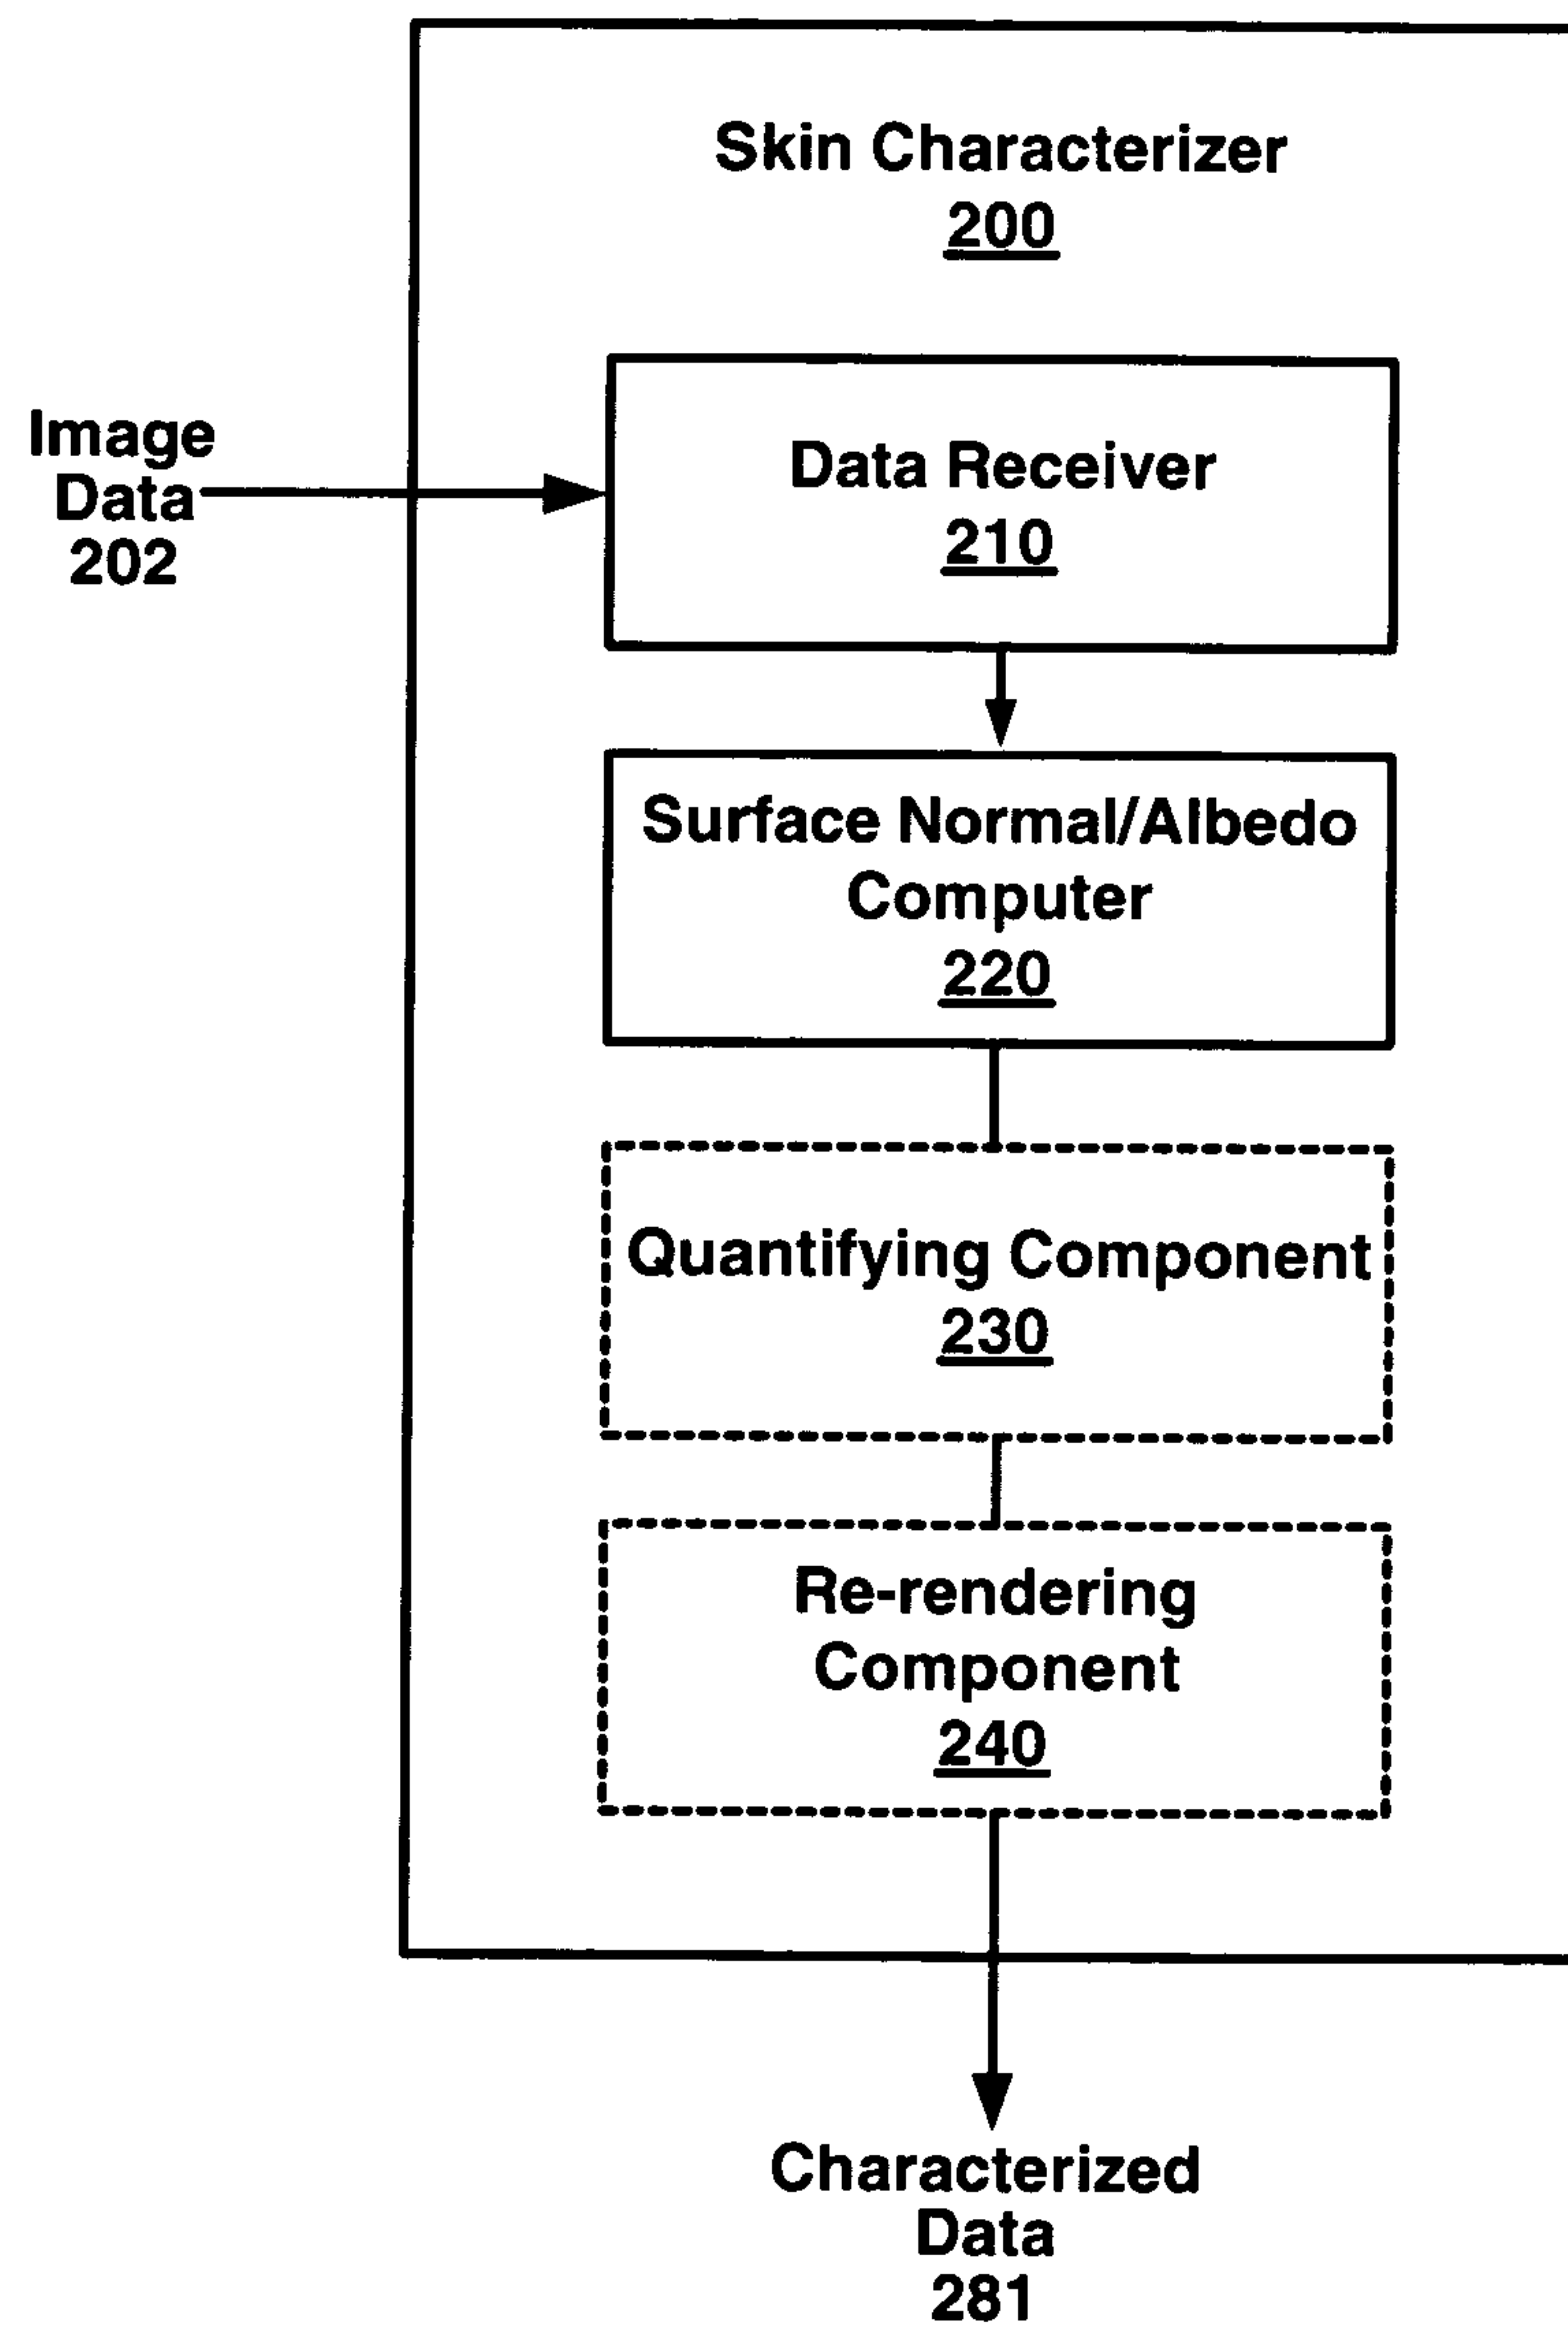 Skin Characterizer
200
Image
Data
202
Data Receiver
210
Surface Normal/Albedo
Computer
220
Quantifying Component
230
Re-rendering
Component
240
Characterized
Data
281